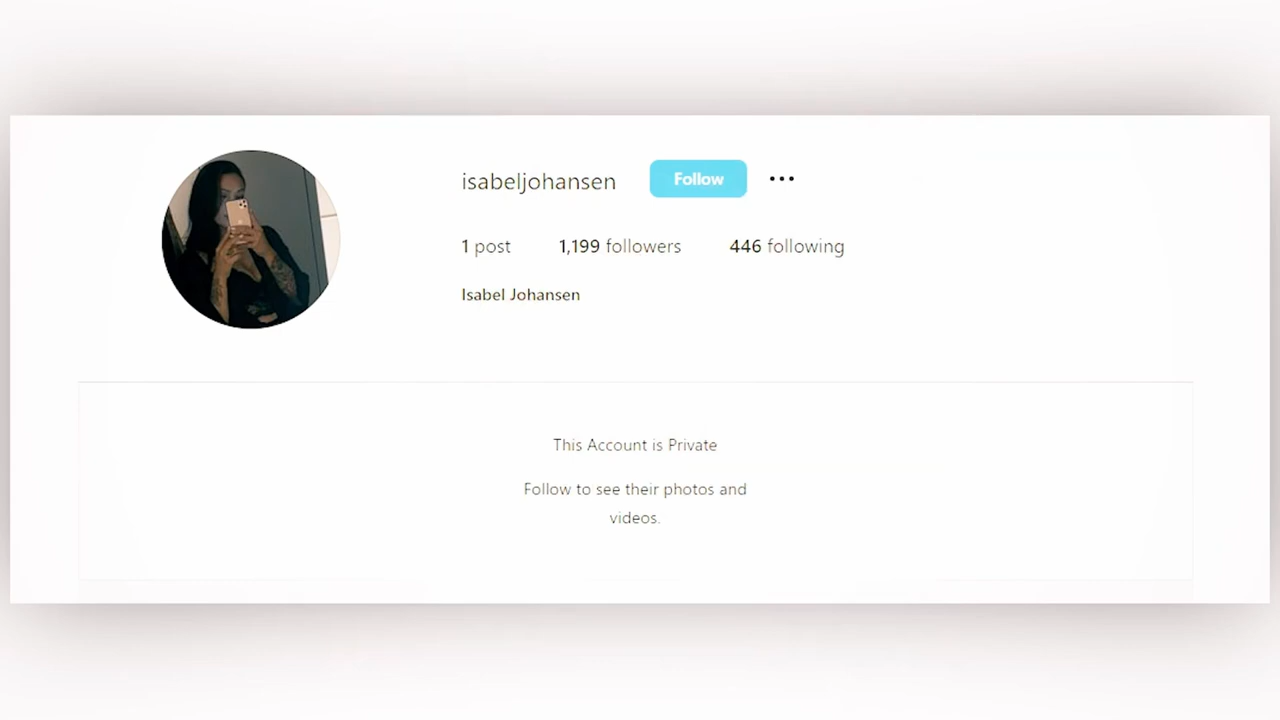 isabeljohansen Follow
1 post 1,199 followers 446 following
Isabel Johansen
This Account is Private
Follow to see their photos and
videos.